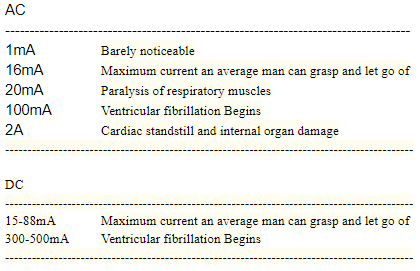 AC
1mA Barely noticeable
16mA Maximum current an average man can grasp and let go of
20mA Paralysis of respiratory muscles
100mA Ventricular fibrillation Begins
2A Cardiac standstill and internal organ damage
DC
15-88mA Maximum current an average man can grasp and let go of
300-500mA Ventricular fibrillation Begins